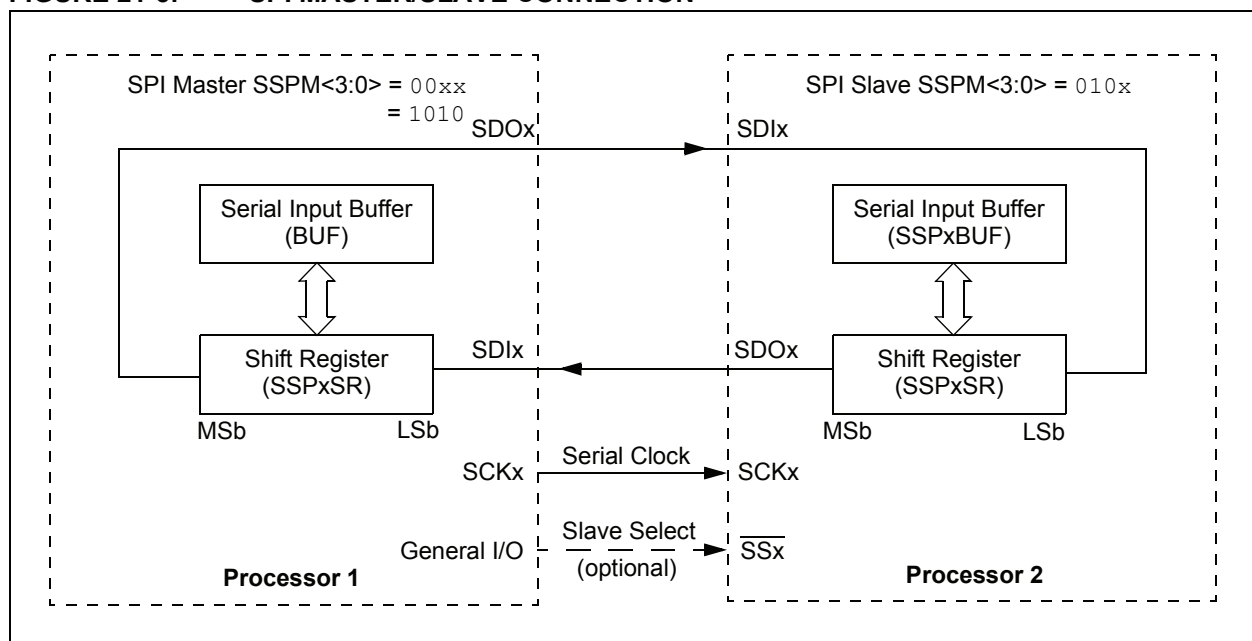 SPI Master SSPM<3:0> = 00xx
= 1010
SPI Slave SSPM<3:0> = 010x
SDOx
SDIx
Serial Input Buffer
(BUF)
Serial Input Buffer
(SSPxBUF)
Shift Register
(SSPxSR)
SDIx
SDOx
Shift Register
(SSPxSR)
MSb
LSb
MSb
LSb
SCKx
Serial Clock
SCKx
General I/O
Slave Select
(optional)
SSx
Processor 1
Processor 2